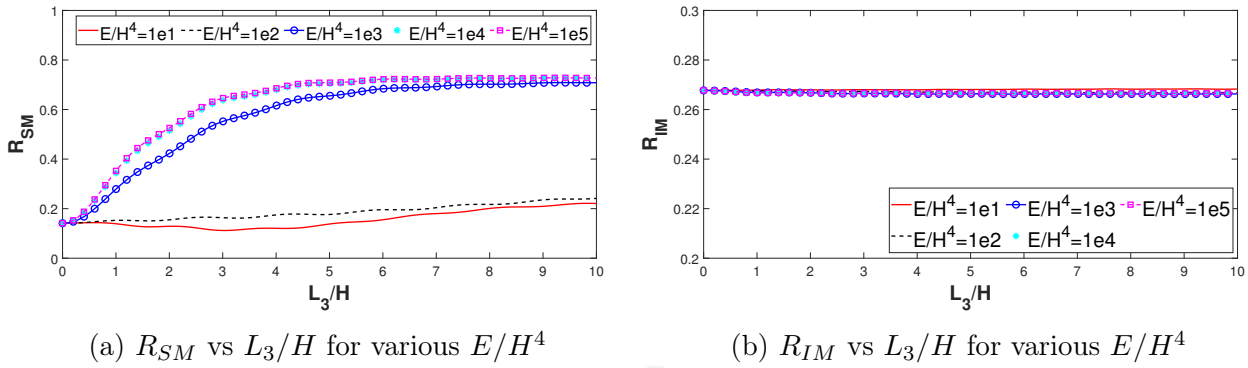 E/H^4=1e1 E/H^4=1e2 E/H^4=1e3 E/H^4=1e4 E/H^4=1e5
1
0.8
0.6
0.4
0.2
0
R_SM
0 1 2 3 4 5 6 7 8 9 10
L_3/H
(a) R_{SM} vs L_3/H for various E/H^4
0.3
0.28
0.26
0.24
0.22
0.2
R_IM
E/H^4=1e1 E/H^4=1e3 E/H^4=1e5
E/H^4=1e2 E/H^4=1e4
0 1 2 3 4 5 6 7 8 9 10
L_3/H
(b) R_{IM} vs L_3/H for various E/H^4